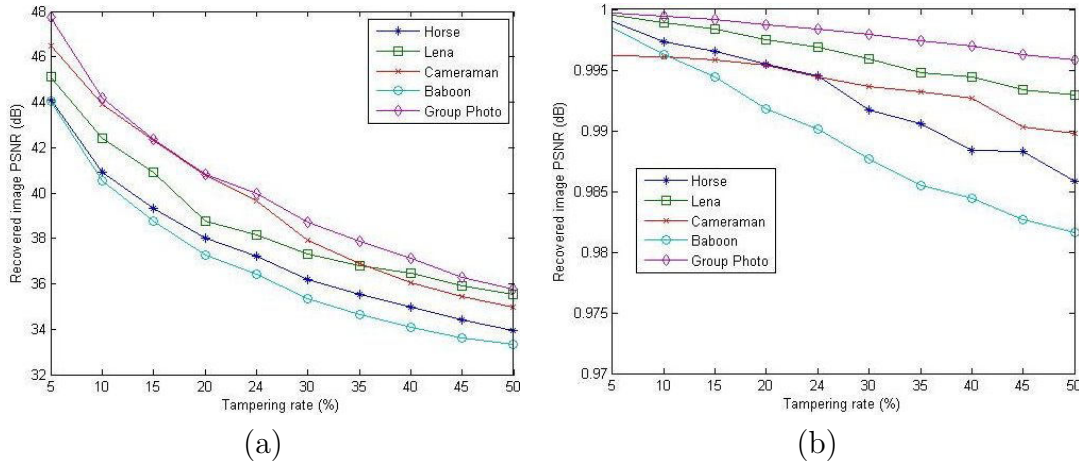 48
46
44
42
40
38
36
34
32
Recovered image PSNR (dB)
5 10 15 20 24 30 35 40 45 50
Tampering rate (%)
Horse
Lena
Cameraman
Baboon
Group Photo
(a)
1
0.995
0.99
0.985
0.98
0.975
0.97
Recovered image PSNR (dB)
5 10 15 20 24 30 35 40 45 50
Tampering rate (%)
Horse
Lena
Cameraman
Baboon
Group Photo
(b)